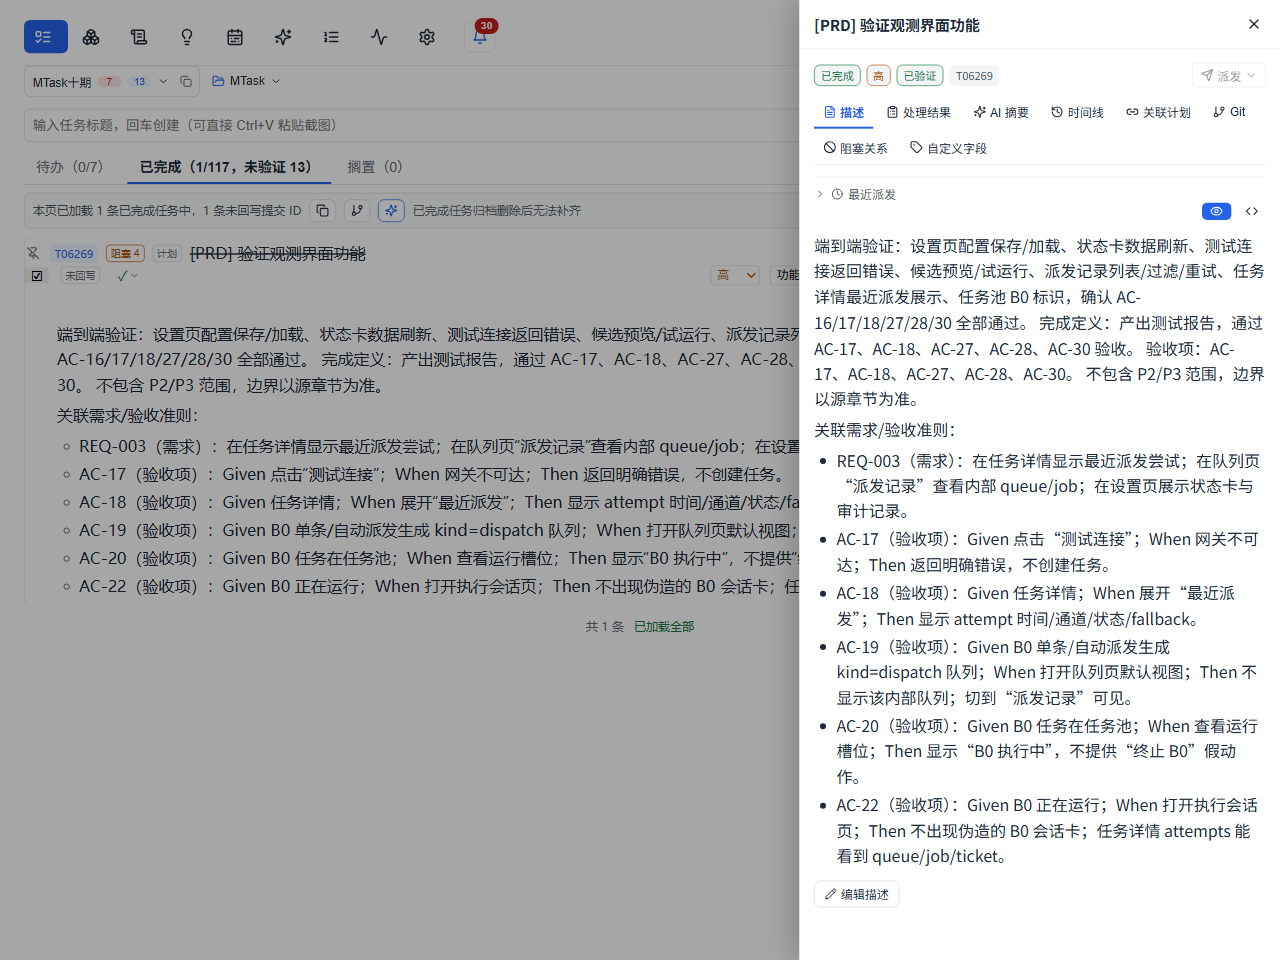 30
MTask十期 7 13
MTask
输入任务标题，回车创建（可直接 Ctrl+V 粘贴截图）
待办（0/7） 已完成（1/117，未验证 13） 搁置（0）
本页已加载 1 条已完成任务中，1 条未回写提交 ID 已完成任务归档删除后无法补齐
T06269 阻塞 4 计划 [PRD] 验证观测界面功能
未回写 高 功能
端到端验证：设置页配置保存/加载、状态卡数据刷新、测试连接返回错误、候选预览/试运行、派发记录列
AC-16/17/18/27/28/30 全部通过。 完成定义：产出测试报告，通过 AC-17、AC-18、AC-27、AC-28、
30。 不包含 P2/P3 范围，边界以源章节为准。
关联需求/验收准则：
REQ-003（需求）：在任务详情显示最近派发尝试；在队列页“派发记录”查看内部 queue/job；在设置
AC-17（验收项）：Given 点击“测试连接”；When 网关不可达；Then 返回明确错误，不创建任务。
AC-18（验收项）：Given 任务详情；When 展开“最近派发”；Then 显示 attempt 时间/通道/状态/fa
AC-19（验收项）：Given B0 单条/自动派发生成 kind=dispatch 队列；When 打开队列页默认视图；
AC-20（验收项）：Given B0 任务在任务池；When 查看运行槽位；Then 显示“B0 执行中”，不提供“
AC-22（验收项）：Given B0 正在运行；When 打开执行会话页；Then 不出现伪造的 B0 会话卡；任
共 1 条 已加载全部
[PRD] 验证观测界面功能
已完成 高 已验证 T06269 派发
描述 处理结果 AI 摘要 时间线 关联计划 Git
阻塞关系 自定义字段
最近派发
端到端验证：设置页配置保存/加载、状态卡数据刷新、测试连
接返回错误、候选预览/试运行、派发记录列表/过滤/重试、任务
详情最近派发展示、任务池 B0 标识，确认 AC-
16/17/18/27/28/30 全部通过。 完成定义：产出测试报告，通过
AC-17、AC-18、AC-27、AC-28、AC-30 验收。 验收项：AC-
17、AC-18、AC-27、AC-28、AC-30。 不包含 P2/P3 范围，边界
以源章节为准。
关联需求/验收准则：
REQ-003（需求）：在任务详情显示最近派发尝试；在队列页
“派发记录”查看内部 queue/job；在设置页展示状态卡与
审计记录。
AC-17（验收项）：Given 点击“测试连接”；When 网关不可
达；Then 返回明确错误，不创建任务。
AC-18（验收项）：Given 任务详情；When 展开“最近派
发”；Then 显示 attempt 时间/通道/状态/fallback。
AC-19（验收项）：Given B0 单条/自动派发生成
kind=dispatch 队列；When 打开队列页默认视图；Then 不
显示该内部队列；切到“派发记录”可见。
AC-20（验收项）：Given B0 任务在任务池；When 查看运行
槽位；Then 显示“B0 执行中”，不提供“终止 B0”假动
作。
AC-22（验收项）：Given B0 正在运行；When 打开执行会话
页；Then 不出现伪造的 B0 会话卡；任务详情 attempts 能
看到 queue/job/ticket。
编辑描述